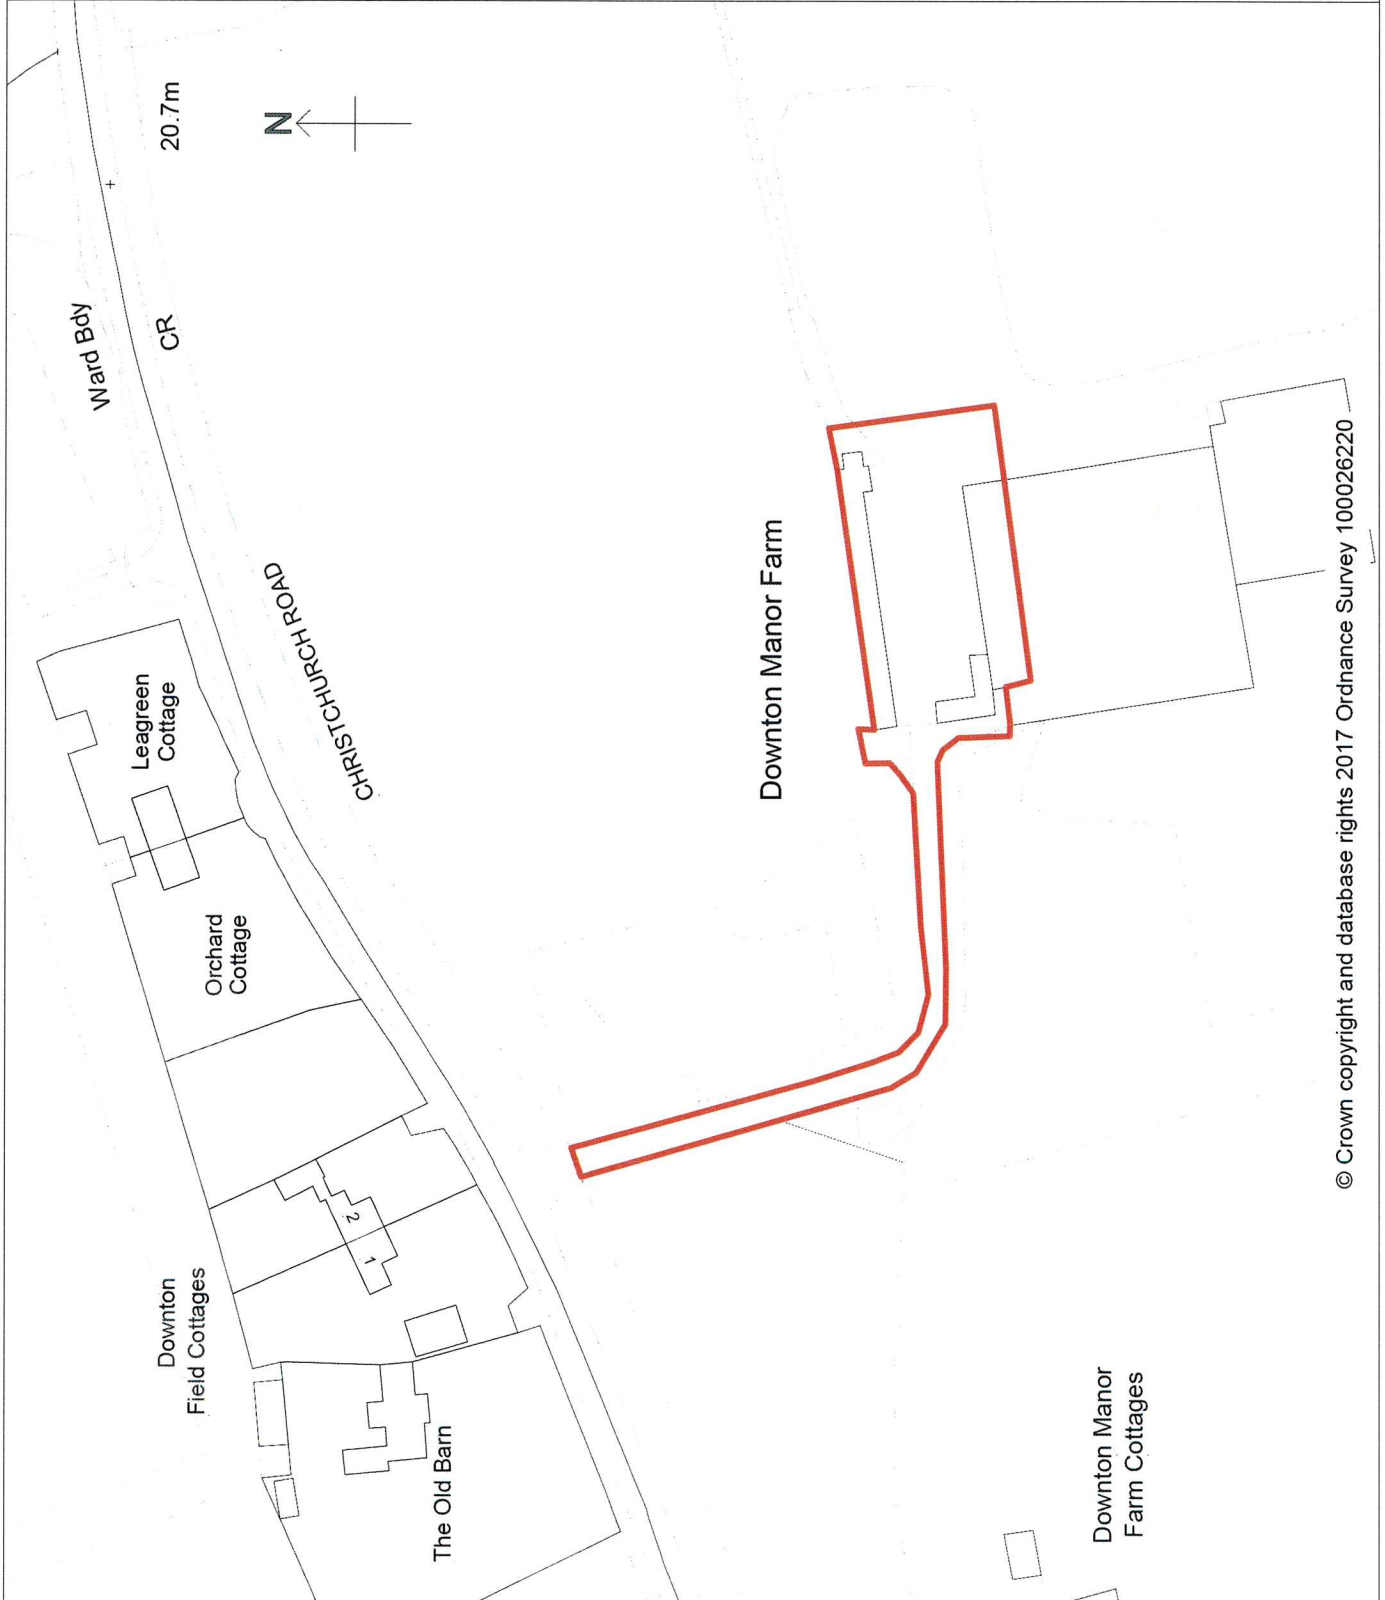 Ward Bdy
20.7m
CR
N
Leagreen
Cottage
CHRISTCHURCH ROAD
Orchard
Cottage
Downton
Field Cottages
2
1
The Old Barn
Downton Manor Farm
Downton Manor
Farm Cottages
© Crown copyright and database rights 2017 Ordnance Survey 100026220